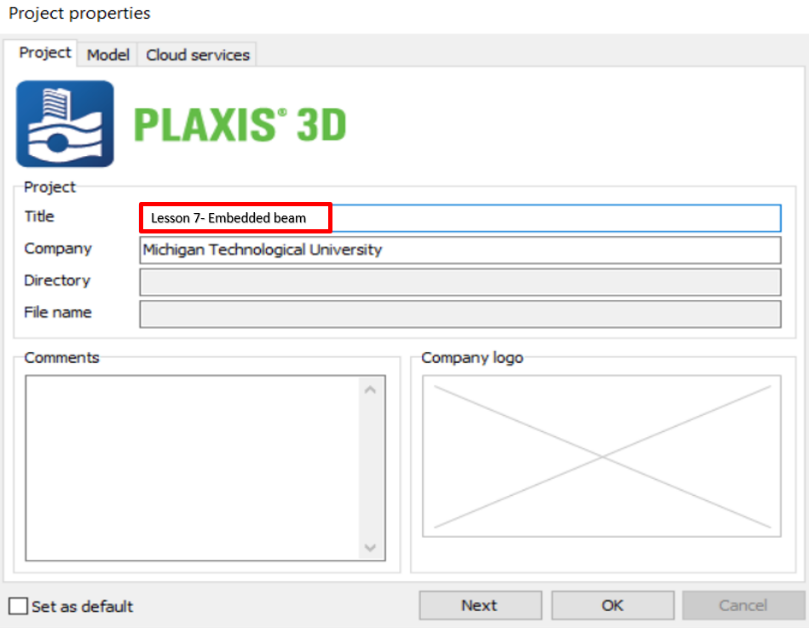 Project properties
Project Model Cloud services
PLAXIS® 3D
Project
Title Lesson 7- Embedded beam
Company Michigan Technological University
Directory
File name
Comments
Company logo
Set as default Next OK Cancel